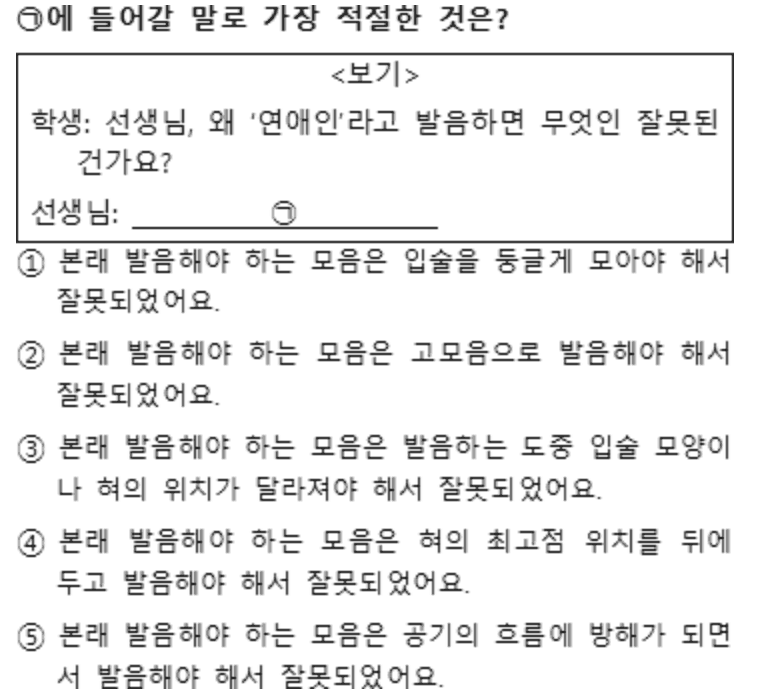 ㉠에 들어갈 말로 가장 적절한 것은?
<보기>
학생: 선생님, 왜 '연애인'라고 발음하면 무엇인 잘못된
건가요?
선생님: ㉠
① 본래 발음해야 하는 모음은 입술을 둥글게 모아야 해서
잘못되었어요.
② 본래 발음해야 하는 모음은 고모음으로 발음해야 해서
잘못되었어요.
③ 본래 발음해야 하는 모음은 발음하는 도중 입술 모양이
나 혀의 위치가 달라져야 해서 잘못되었어요.
④ 본래 발음해야 하는 모음은 혀의 최고점 위치를 뒤에
두고 발음해야 해서 잘못되었어요.
⑤ 본래 발음해야 하는 모음은 공기의 흐름에 방해가 되면
서 발음해야 해서 잘못되었어요.